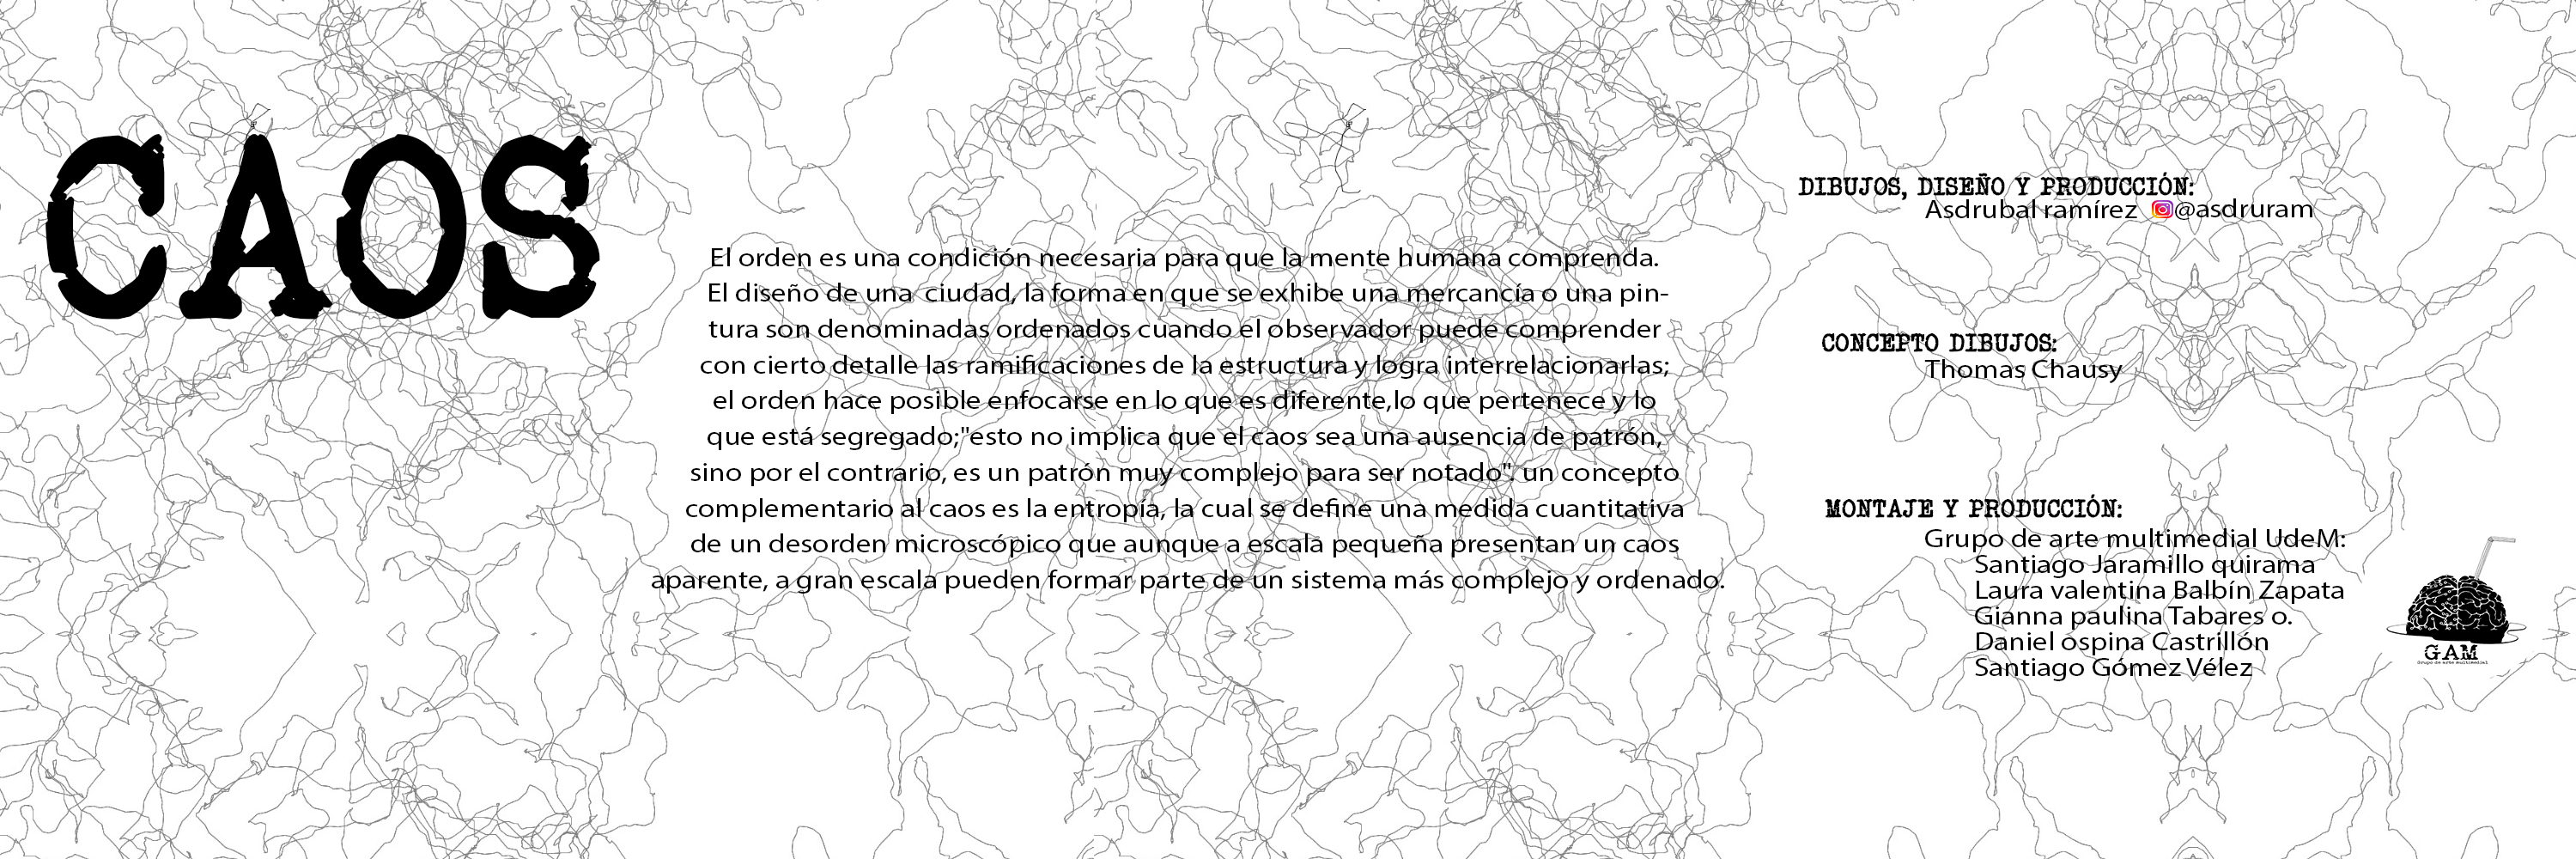 CAOS
El orden es una condición necesaria para que la mente humana comprenda.
El diseño de una  ciudad, la forma en que se exhibe una mercancía o una pin-
tura son denominadas ordenados cuando el observador puede comprender
con cierto detalle las ramificaciones de la estructura y logra interrelacionarlas;
el orden hace posible enfocarse en lo que es diferente,lo que pertenece y lo
que está segregado;"esto no implica que el caos sea una ausencia de patrón,
sino por el contrario, es un patrón muy complejo para ser notado". un concepto
complementario al caos es la entropía, la cual se define una medida cuantitativa
de un desorden microscópico que aunque a escala pequeña presentan un caos
aparente, a gran escala pueden formar parte de un sistema más complejo y ordenado.
DIBUJOS, DISEÑO Y PRODUCCIÓN:
Asdrubal ramírez @asdruram
CONCEPTO DIBUJOS:
Thomas Chausy
MONTAJE Y PRODUCCIÓN:
Grupo de arte multimedial UdeM:
Santiago Jaramillo quirama
Laura valentina Balbín Zapata
Gianna paulina Tabares o.
Daniel ospina Castrillón
Santiago Gómez Vélez
GAM
Grupo de arte multimedial